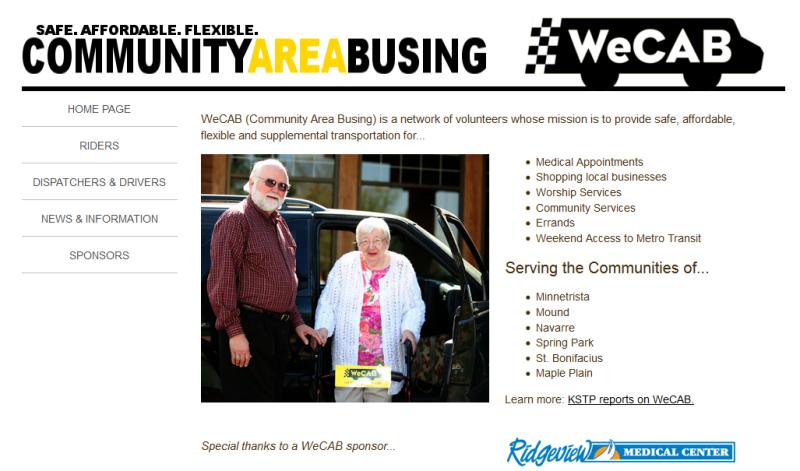 SAFE. AFFORDABLE. FLEXIBLE.
COMMUNITYAREABUSING
WeCAB
HOME PAGE
RIDERS
DISPATCHERS & DRIVERS
NEWS & INFORMATION
SPONSORS
WeCAB (Community Area Busing) is a network of volunteers whose mission is to provide safe, affordable,
flexible and supplemental transportation for...
WeCAB
Medical Appointments
Shopping local businesses
Worship Services
Community Services
Errands
Weekend Access to Metro Transit
Serving the Communities of...
Minnetrista
Mound
Navarre
Spring Park
St. Bonifacius
Maple Plain
Learn more: KSTP reports on WeCAB.
Special thanks to a WeCAB sponsor...
Ridgeview MEDICAL CENTER